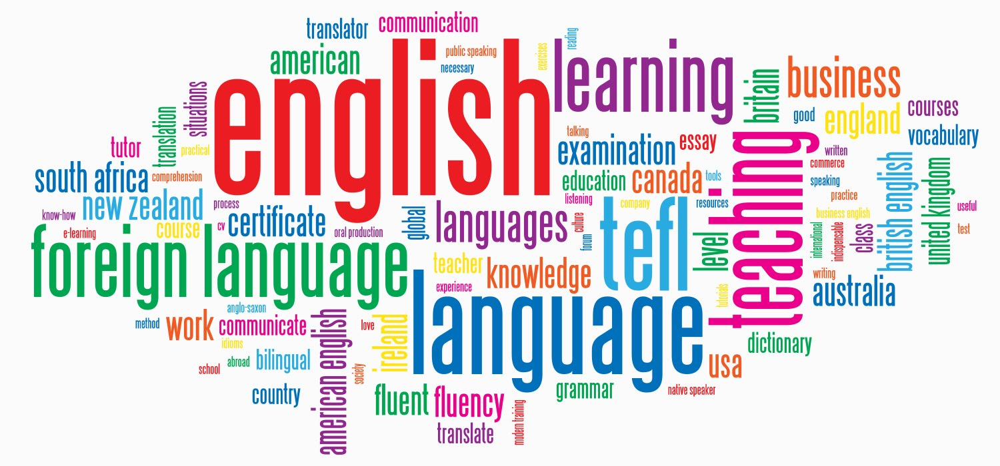 translator
communication
american
public speaking
necessary
exercises
reading
english
learning
britain
business
good
england
courses
vocabulary
situations
translation
practical
tutor
south africa
comprehension
new zealand
know-how
e-learning
course
process
cv
certificate
oral production
global
languages
talking
examination
essay
education
canada
tools
listening
company
resources
culture
forum
tefl
level
teaching
written
commerce
speaking
practice
business english
international
indispensable
class
british english
united kingdom
useful
test
writing
australia
tutorials
foreign language
teacher
knowledge
experience
language
anglo-saxon
method
work
communicate
idioms
school
abroad
bilingual
country
american english
love
society
ireland
fluent
fluency
translate
modern training
grammar
native speaker
usa
dictionary